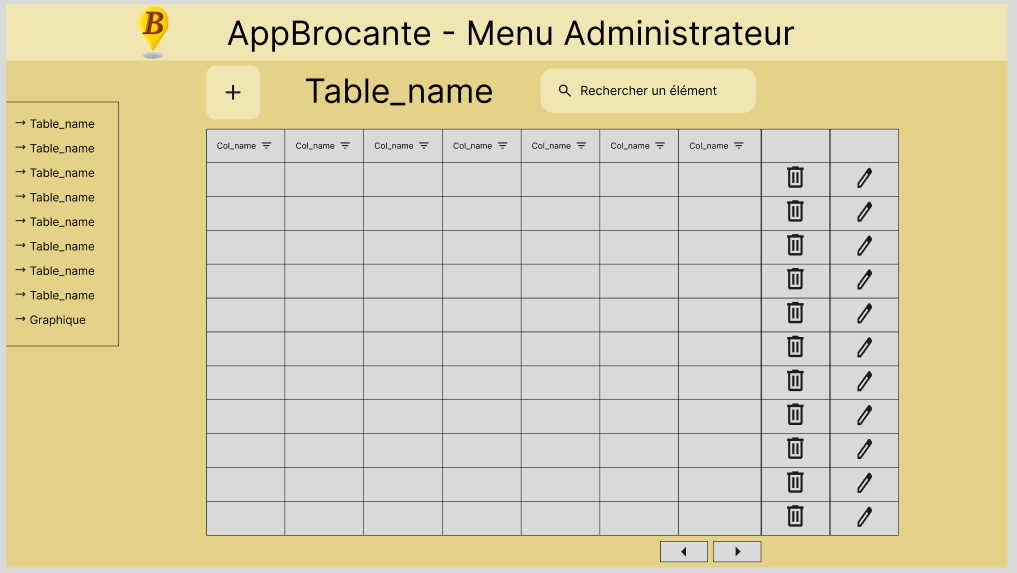 B
AppBrocante - Menu Administrateur
+ Table_name Rechercher un élément
→ Table_name
→ Table_name
→ Table_name
→ Table_name
→ Table_name
→ Table_name
→ Table_name
→ Table_name
→ Graphique
Col_name Col_name Col_name Col_name Col_name Col_name Col_name